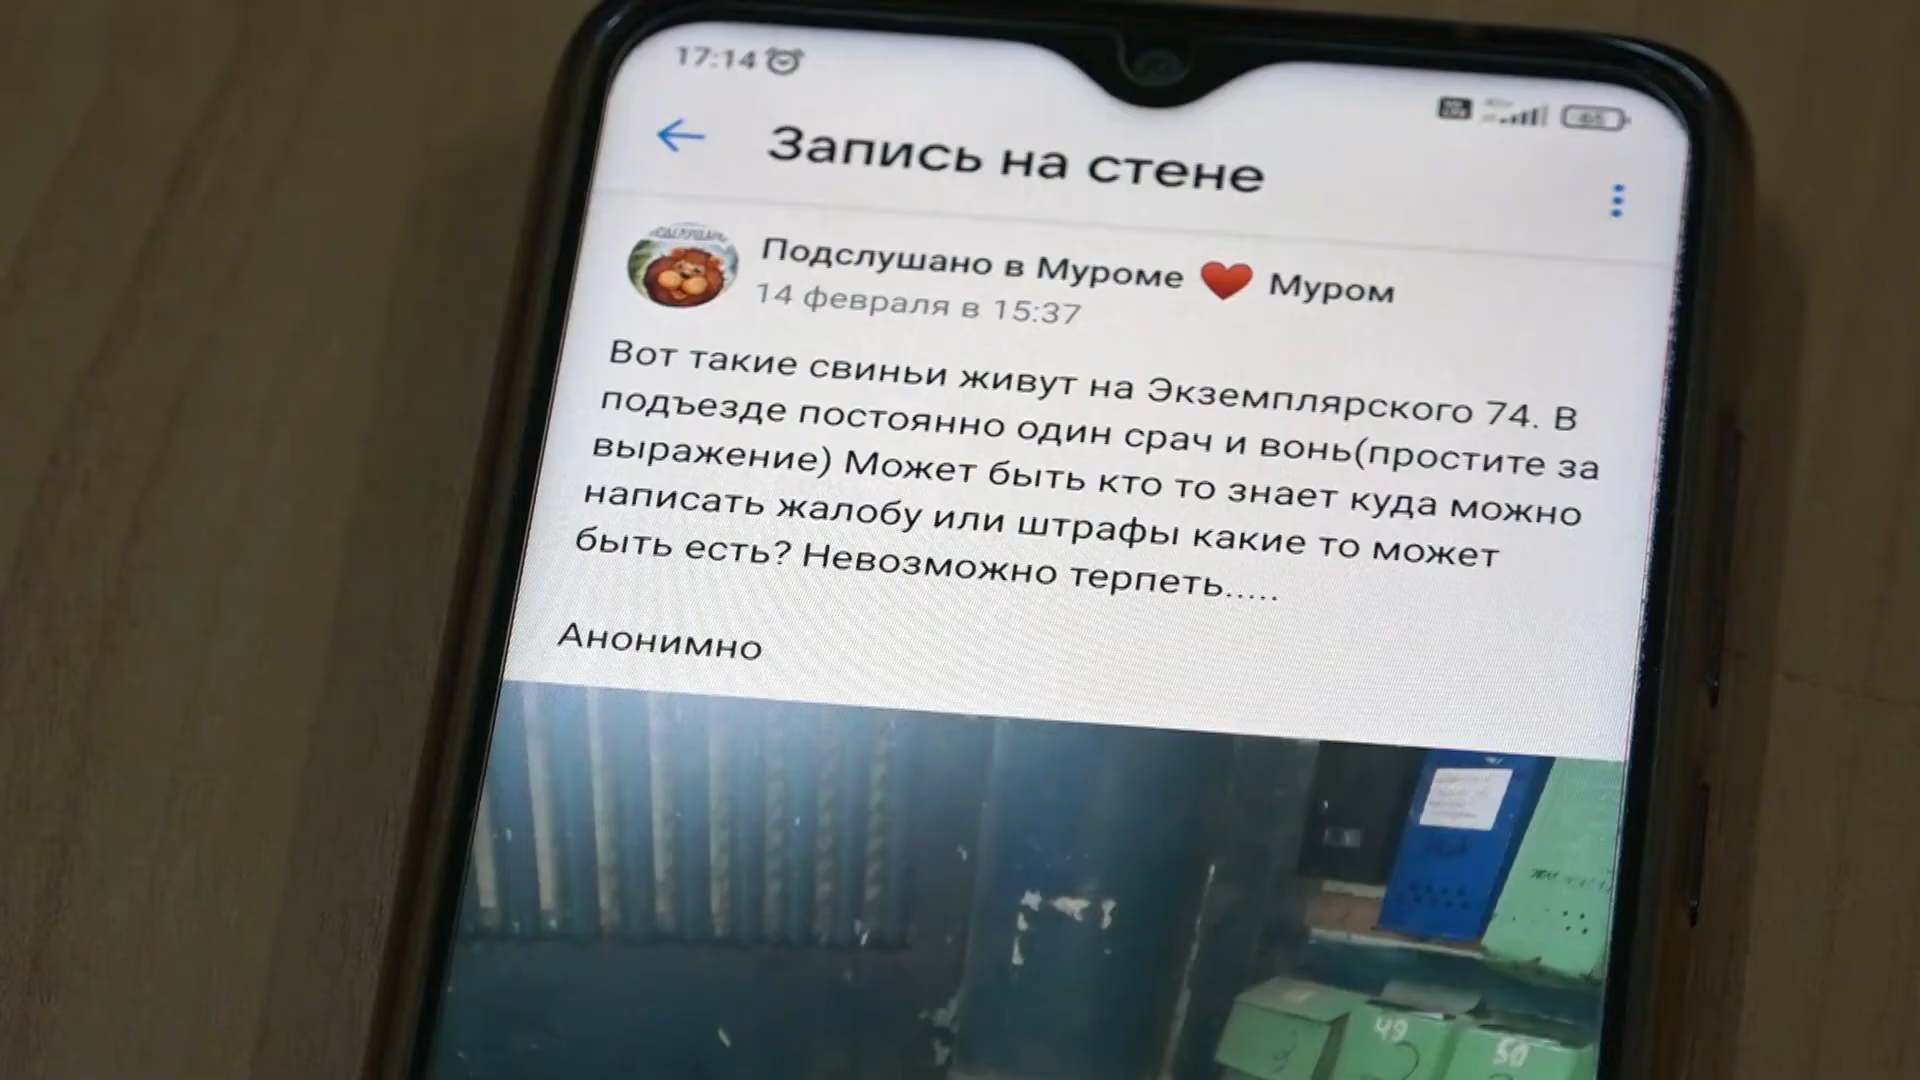 17:14
Запись на стене
Подслушано в Муроме ❤ Муром
14 февраля в 15:37
Вот такие свиньи живут на Экземплярского 74. В
подъезде постоянно один срач и вонь(простите за
выражение) Может быть кто то знает куда можно
написать жалобу или штрафы какие то может
быть есть? Невозможно терпеть.....
Анонимно
49
50